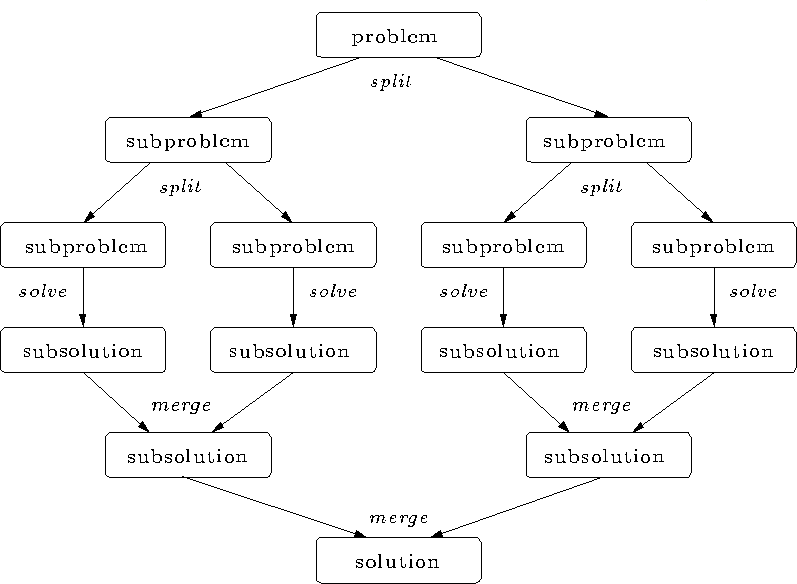 problem
split
subproblem subproblem
split split
subproblem subproblem subproblem subproblem
solve solve solve solve
subsolution subsolution subsolution subsolution
merge merge
subsolution subsolution
merge
solution